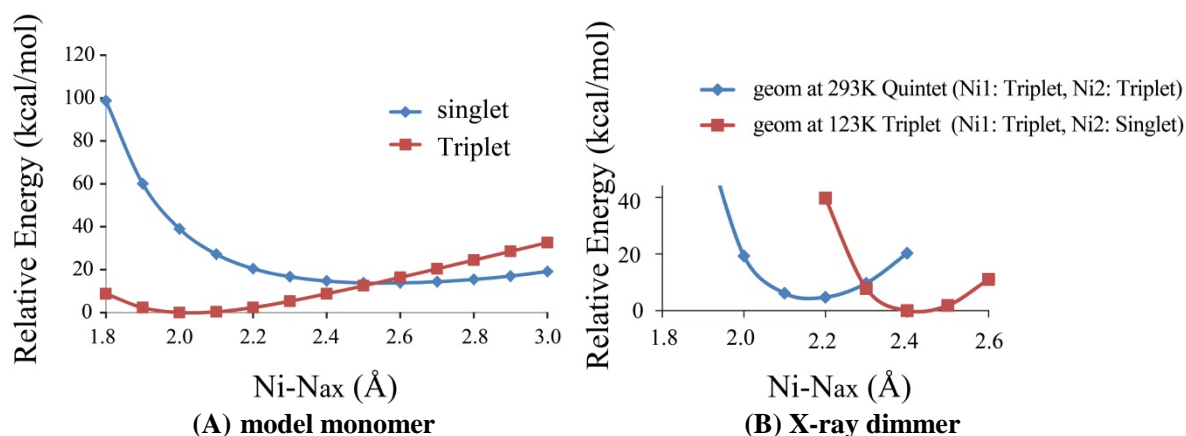 Relative Energy (kcal/mol)
120
100
80
60
40
20
0
1.8 2.0 2.2 2.4 2.6 2.8 3.0
singlet
Triplet
Ni-Nax (Å)
(A) model monomer
geom at 293K Quintet (Ni1: Triplet, Ni2: Triplet)
geom at 123K Triplet (Ni1: Triplet, Ni2: Singlet)
Relative Energy (kcal/mol)
40
20
0
1.8 2.0 2.2 2.4 2.6
Ni-Nax (Å)
(B) X-ray dimmer